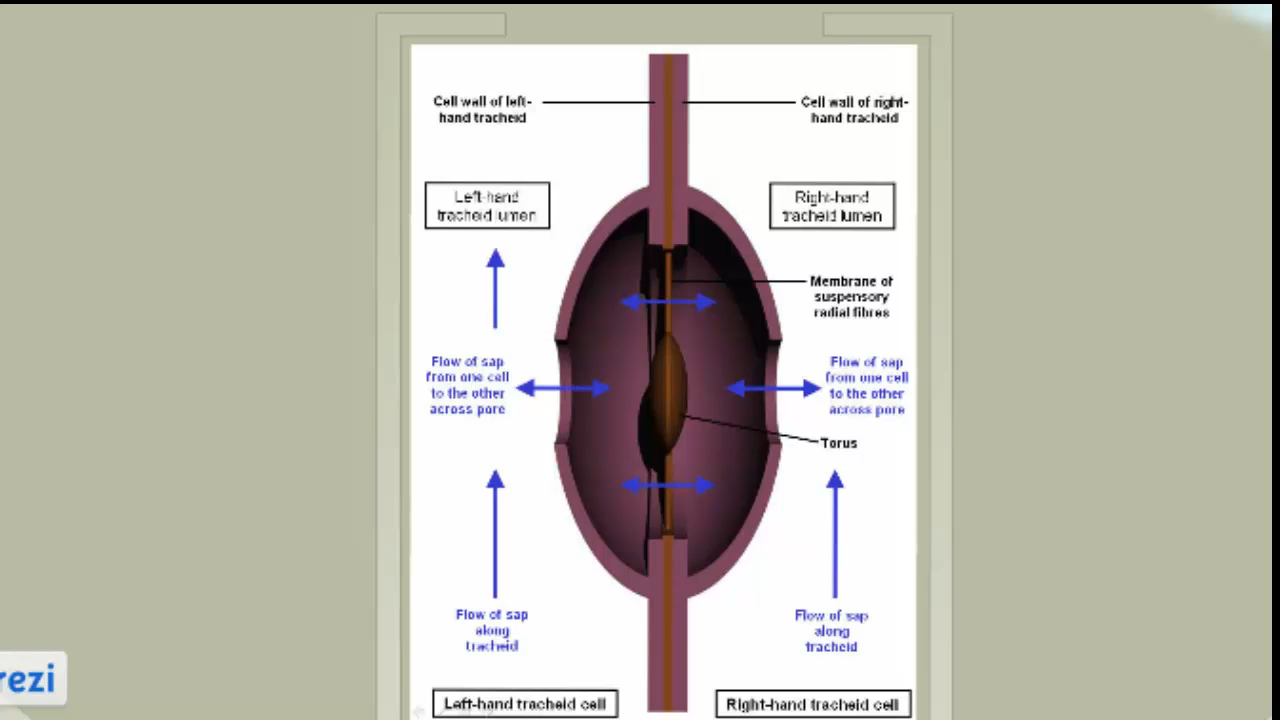 Cell wall of left-
hand tracheid
Cell wall of right-
hand tracheid
Left-hand
tracheid lumen
Right-hand
tracheid lumen
Membrane of
suspensory
radial fibres
Flow of sap
from one cell
to the other
across pore
Flow of sap
from one cell
to the other
across pore
Torus
Flow of sap
along
tracheid
Flow of sap
along
tracheid
rezi
Left-hand tracheid cell
Right-hand tracheid cell